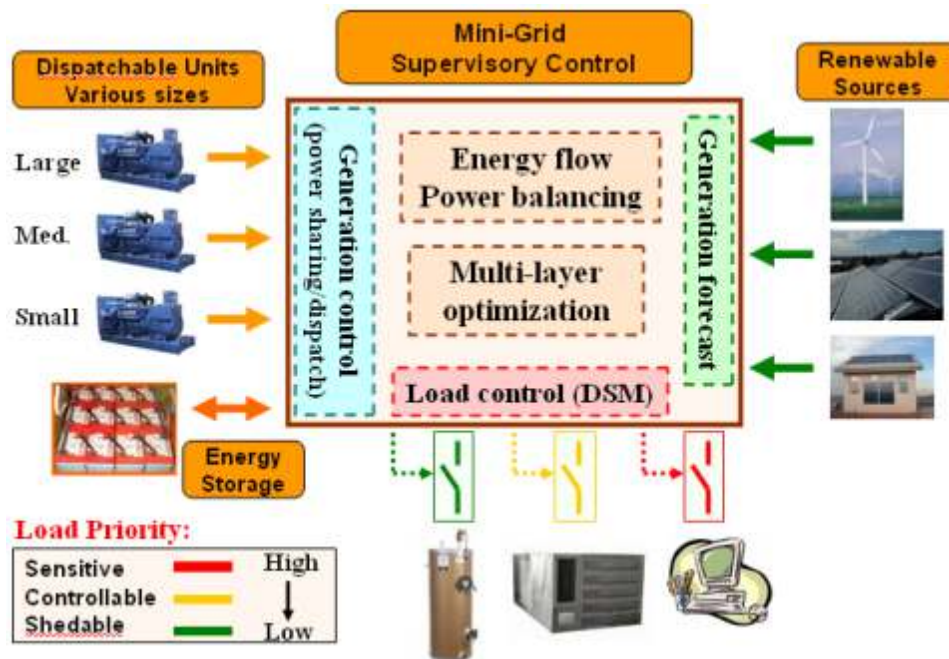 Mini-Grid
Supervisory Control
Dispatchable Units
Various sizes
Renewable
Sources
Large
Med.
Small
Generation control
(power sharing/dispatch)
Energy flow
Power balancing
Multi-layer
optimization
Generation forecast
Load control (DSM)
Energy
Storage
Load Priority:
Sensitive High
Controllable
Shedable Low